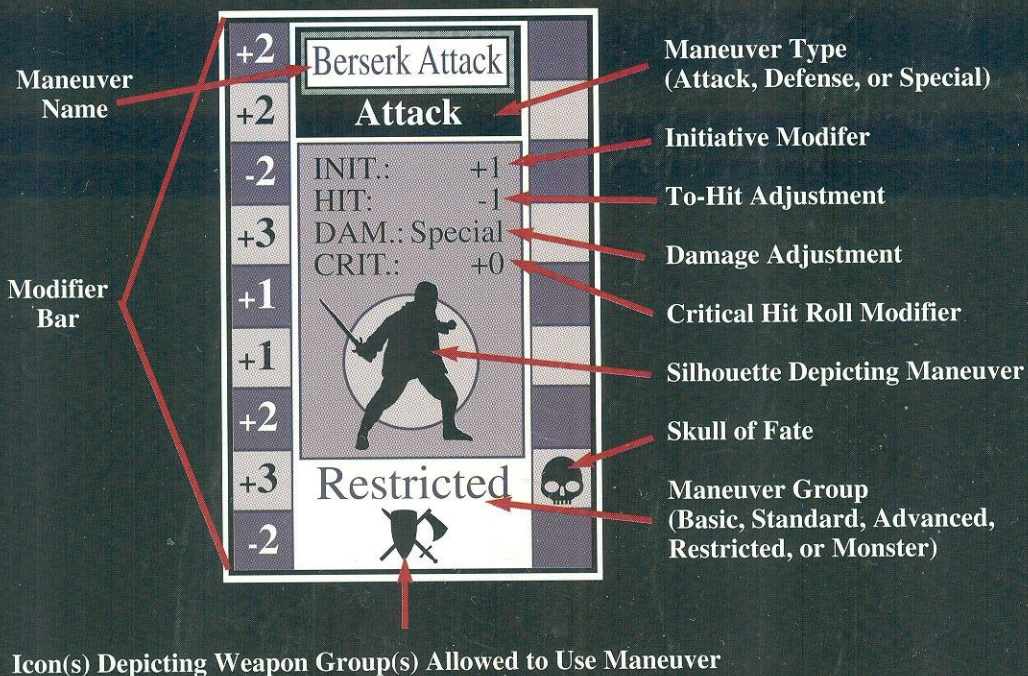 Maneuver
Name
Modifier
Bar
+2
+2
-2
+3
+1
+1
+2
+3
-2
Berserk Attack
Attack
INIT.: +1
HIT: -1
DAM.: Special
CRIT.: +0
Restricted
Maneuver Type
(Attack, Defense, or Special)
Initiative Modifer
To-Hit Adjustment
Damage Adjustment
Critical Hit Roll Modifier
Silhouette Depicting Maneuver
Skull of Fate
Maneuver Group
(Basic, Standard, Advanced,
Restricted, or Monster)
Icon(s) Depicting Weapon Group(s) Allowed to Use Maneuver